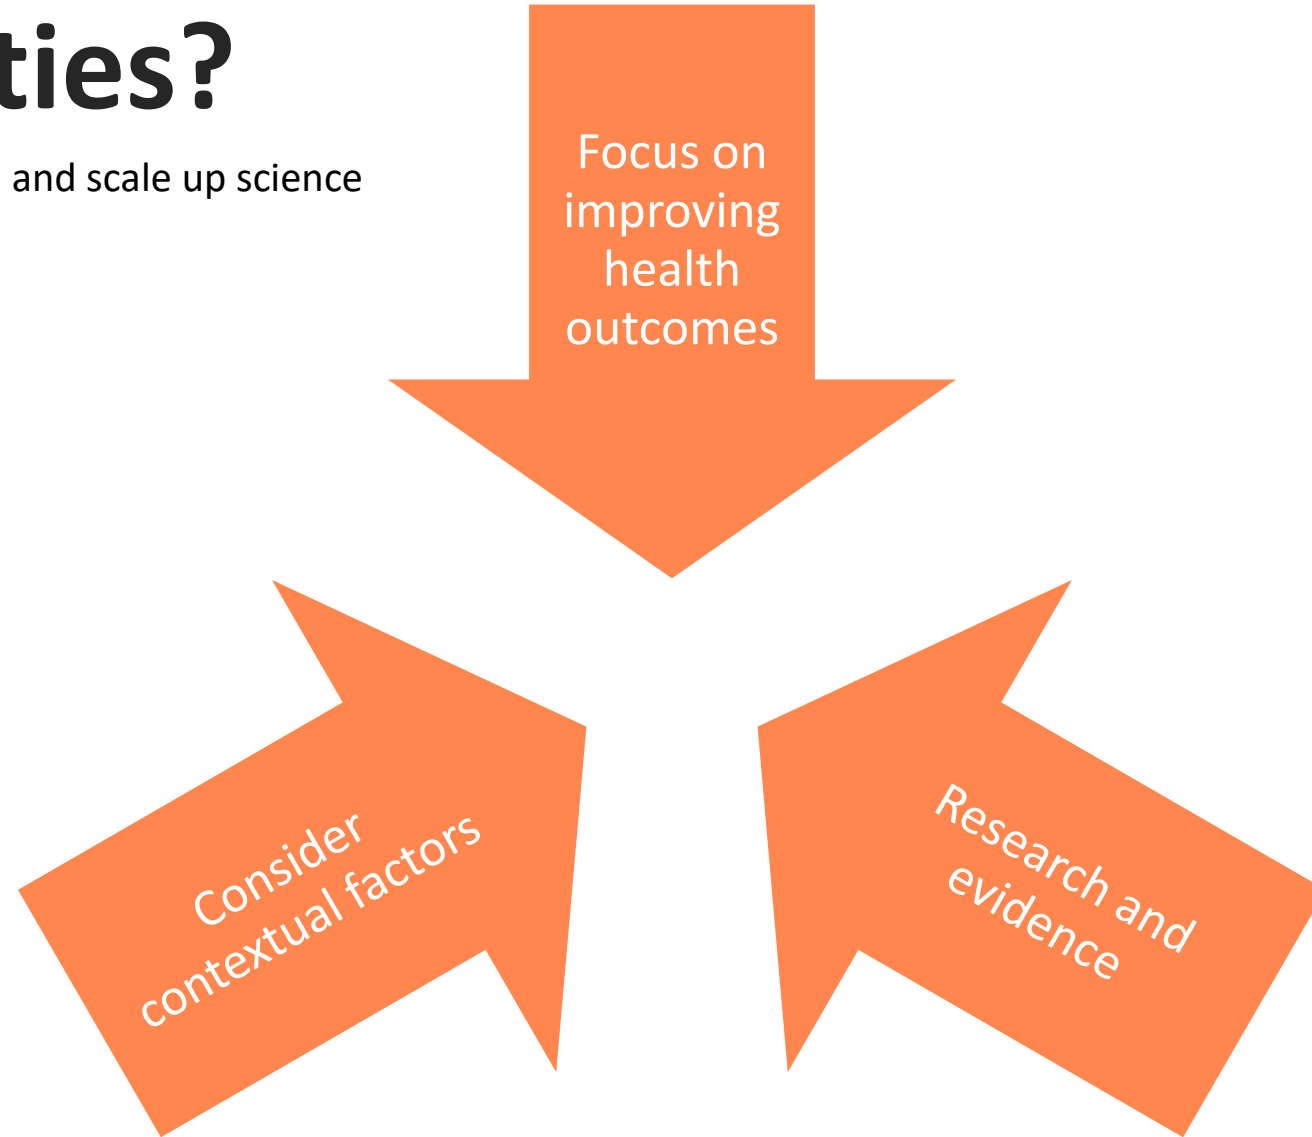 ties?
and scale up science
Focus on
improving
health
outcomes
Consider
contextual factors
Research and
evidence